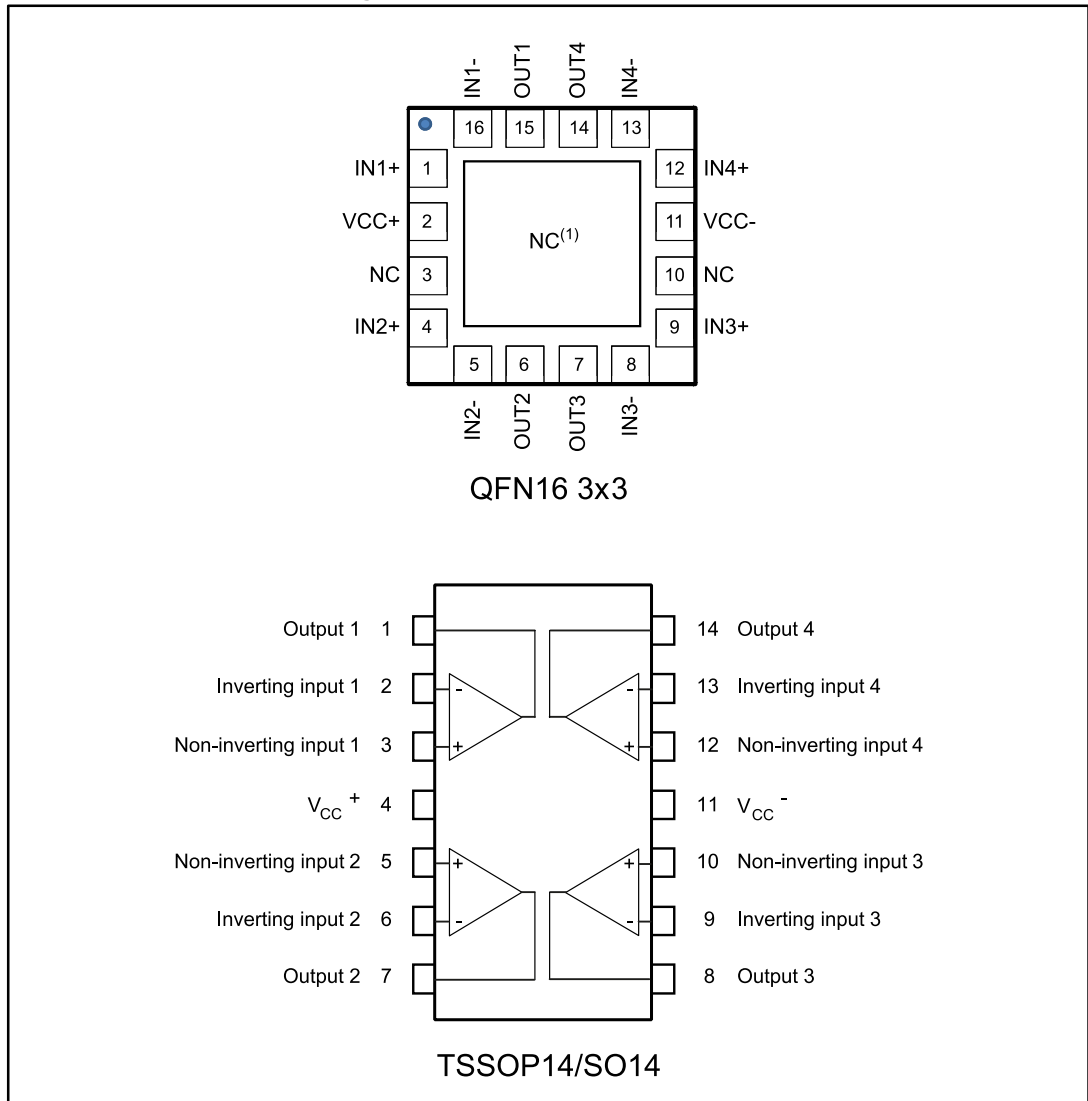 IN1- OUT1 OUT4 IN4-
16 15 14 13
IN1+ 1 12 IN4+
VCC+ 2 11 VCC-
NC(1)
NC 3 10 NC
IN2+ 4 9 IN3+
5 6 7 8
IN2- OUT2 OUT3 IN3-
QFN16 3x3
Output 1 1 14 Output 4
Inverting input 1 2 - - 13 Inverting input 4
Non-inverting input 1 3 + + 12 Non-inverting input 4
VCC + 4 11 VCC -
Non-inverting input 2 5 + + 10 Non-inverting input 3
Inverting input 2 6 - - 9 Inverting input 3
Output 2 7 8 Output 3
TSSOP14/SO14